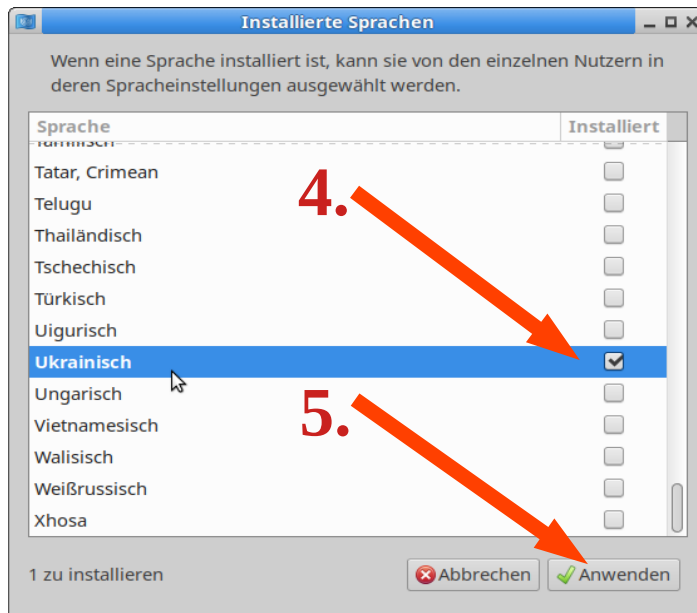 Installierte Sprachen
Wenn eine Sprache installiert ist, kann sie von den einzelnen Nutzern in
deren Spracheinstellungen ausgewählt werden.
Sprache Installiert
Tatar, Crimean
4.
Telugu
Thailändisch
Tschechisch
Türkisch
Uigurisch
Ukrainisch
Ungarisch
5.
Vietnamesisch
Walisisch
Weißrussisch
Xhosa
1 zu installieren Abbrechen Anwenden